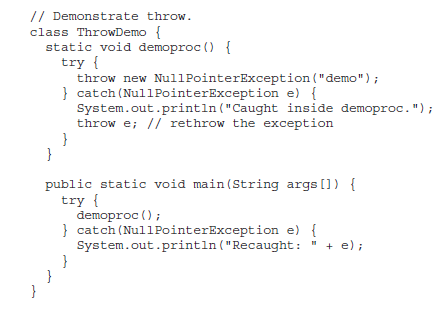 // Demonstrate throw.
class ThrowDemo {
  static void demoproc() {
    try {
      throw new NullPointerException("demo");
    } catch(NullPointerException e) {
      System.out.println("Caught inside demoproc.");
      throw e; // rethrow the exception
    }
  }

  public static void main(String args[]) {
    try {
      demoproc();
    } catch(NullPointerException e) {
      System.out.println("Recaught: " + e);
    }
  }
}